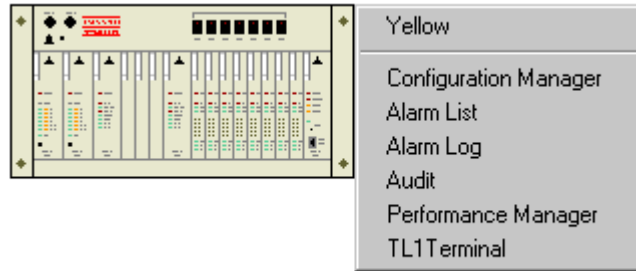 Yellow
Configuration Manager
Alarm List
Alarm Log
Audit
Performance Manager
TL1Terminal